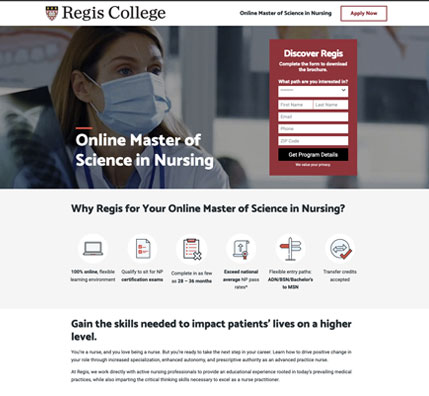 Regis College
Online Master of Science in Nursing
Apply Now
Discover Regis
Complete the form to download
the brochure.
What path are you interested in?
First Name
Last Name
Email
Phone
ZIP Code
Get Program Details
We value your privacy.
Online Master of
Science in Nursing
Why Regis for Your Online Master of Science in Nursing?
100% online, flexible
learning environment
Qualify to sit for NP
certification exams
Complete in as few
as 28 – 36 months
Exceed national
average NP pass
rates*
Flexible entry paths:
ADN/BSN/Bachelor's
to MSN
Transfer credits
accepted
Gain the skills needed to impact patients' lives on a higher
level.
You're a nurse, and you love being a nurse. But you're ready to take the next step in your career. Learn how to drive positive change in
your role through increased specialization, enhanced autonomy, and prescriptive authority as an advanced practice nurse.
At Regis, we work directly with active nursing professionals to provide an educational experience rooted in today's prevailing medical
practices, while also imparting the critical thinking skills necessary to excel as a nurse practitioner.